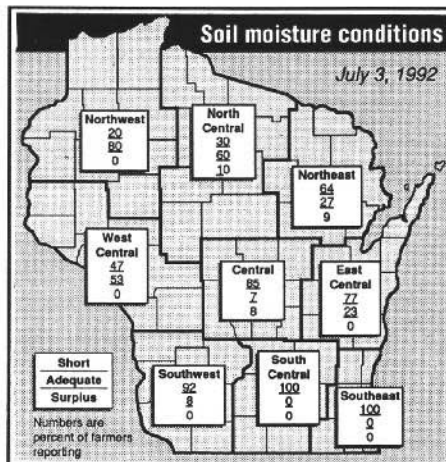 Soil moisture conditions
July 3, 1992
Northwest
20
80
0
North
Central
30
60
10
Northeast
64
27
9
West
Central
47
53
0
Central
85
7
8
East
Central
77
23
0
Short
Adequate
Surplus
Numbers are
percent of farmers
reporting
Southwest
92
8
0
South
Central
100
0
0
Southeast
100
0
0